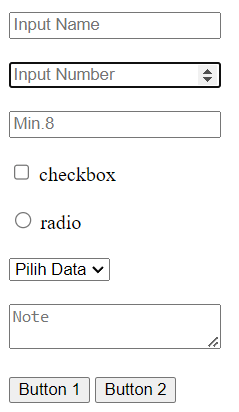 Input Name
Input Number
Min.8
checkbox
radio
Pilih Data
Note
Button 1 Button 2